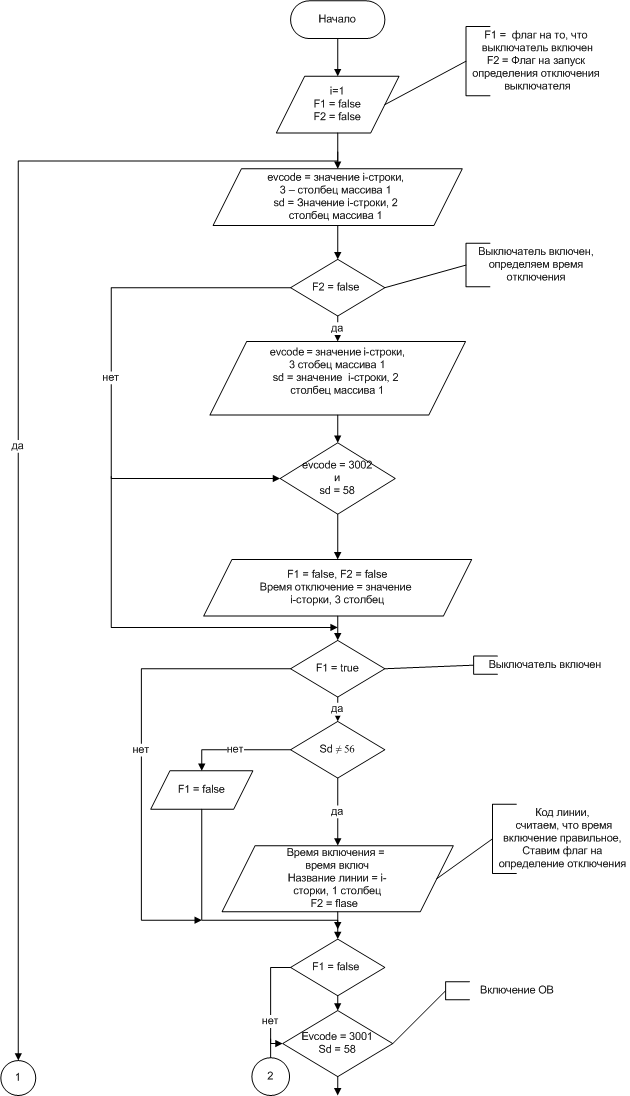 Начало
F1 = флаг на то, что
выключатель включен
F2 = Флаг на запуск
определения отключения
выключателя
i=1
F1 = false
F2 = false
evcode = значение i-строки,
3 – столбец массива 1
sd = Значение i-строки, 2
столбец массива 1
Выключатель включен,
определяем время
отключения
F2 = false
да
нет
evcode = значение i-строки,
3 стобец массива 1
sd = значение i-строки, 2
столбец массива 1
да
evcode = 3002
и
sd = 58
F1 = false, F2 = false
Время отключение = значение
i-сторки, 3 столбец
F1 = true
Выключатель включен
да
нет
Sd ≠ 56
нет
F1 = false
да
Код линии,
считаем, что время
включение правильное,
Ставим флаг на
определение отключения
Время включения =
время включ
Название линии = i-
сторки, 1 столбец
F2 = flase
F1 = false
Включение ОВ
нет
Evcode = 3001
Sd = 58
1
2